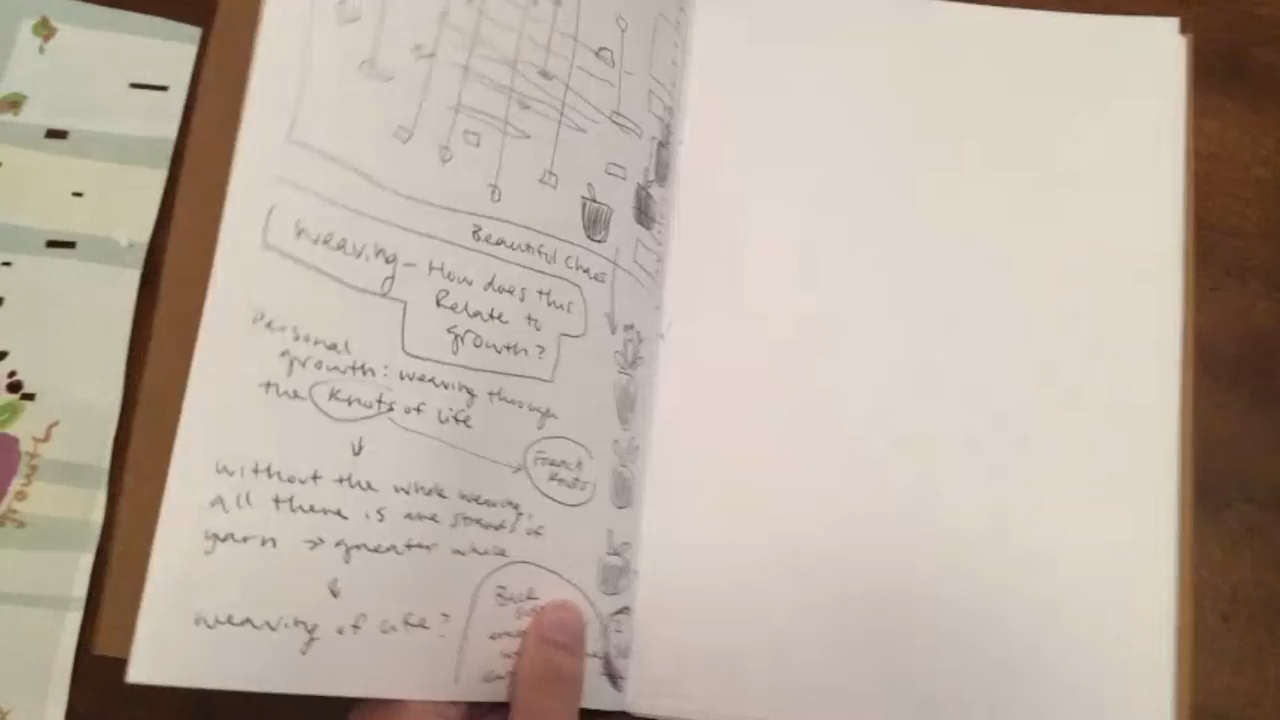 Beautiful Chaos
Weaving - How does this
Relate to
growth?
Personal
growth: weaving through
the knots of life
French
Knots
without the whole weaving,
all there is are strands of
yarn → greater whole
weaving of life?
growth